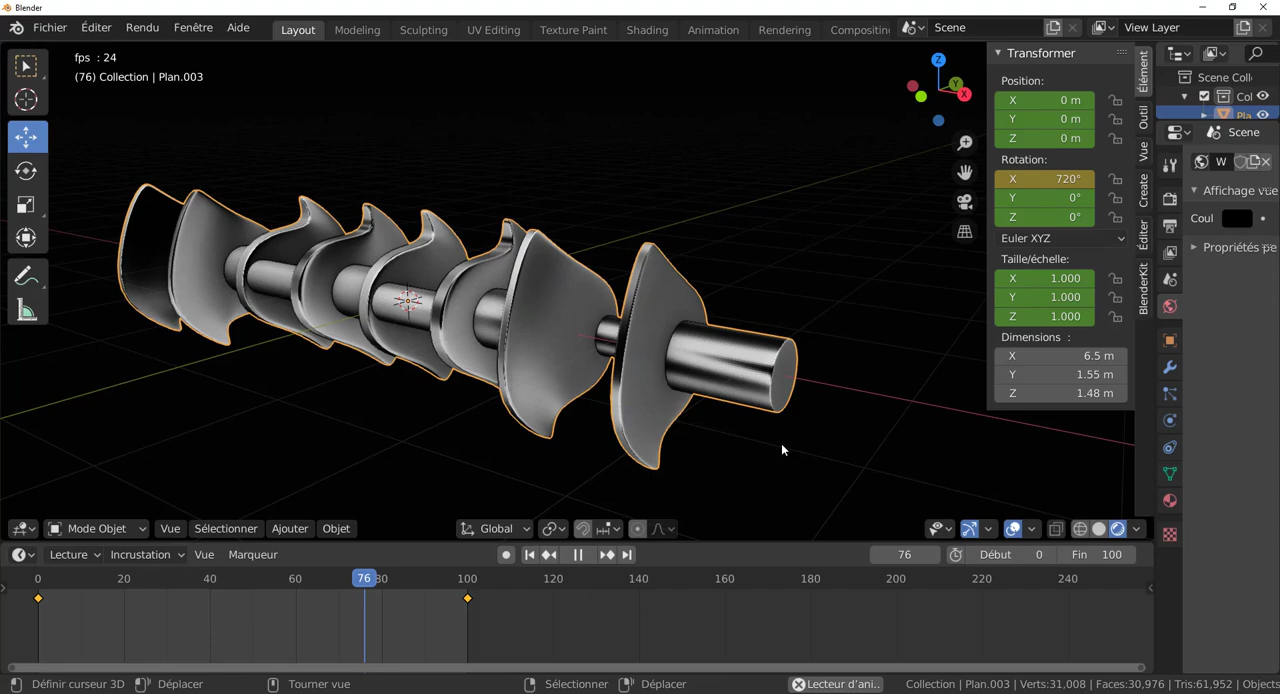 Blender
Fichier Éditer Rendu Fenêtre Aide Layout Modeling Sculpting UV Editing Texture Paint Shading Animation Rendering Compositin Scene View Layer
fps : 24
(76) Collection | Plan.003
Z
Y
X
Transformer
Position:
X 0 m
Y 0 m
Z 0 m
Rotation:
X 720°
Y 0°
Z 0°
Euler XYZ
Taille/échelle:
X 1.000
Y 1.000
Z 1.000
Dimensions :
X 6.5 m
Y 1.55 m
Z 1.48 m
Élément
Outil
Vue
Create
Éditer
BlenderKit
Scene Coll
Col
Pla
Scene
W
Affichage vue
Coul
Propriétés pe
Mode Objet Vue Sélectionner Ajouter Objet Global
Lecture Incrustation Vue Marqueur 76 Début 0 Fin 100
0 20 40 60 76 80 100 120 140 160 180 200 220 240
Définir curseur 3D Déplacer Tourner vue Sélectionner Déplacer Lecteur d'ani.. Collection | Plan.003 | Verts:31,008 | Faces:30,976 | Tris:61,952 | Objects